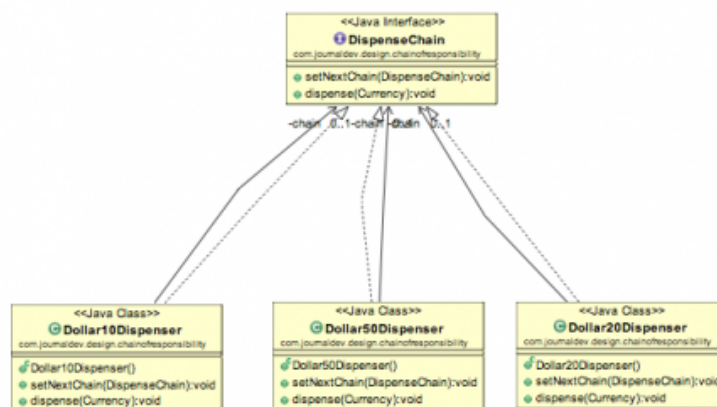 <<Java Interface>>
DispenseChain
com.journaldev.design.chainofresponsibility
setNextChain(DispenseChain):void
dispense(Currency):void
-chain 0..1 -chain -chain 0..1
<<Java Class>>
Dollar10Dispenser
com.journaldev.design.chainofresponsibility
Dollar10Dispenser()
setNextChain(DispenseChain):void
dispense(Currency):void
<<Java Class>>
Dollar50Dispenser
com.journaldev.design.chainofresponsibility
Dollar50Dispenser()
setNextChain(DispenseChain):void
dispense(Currency):void
<<Java Class>>
Dollar20Dispenser
com.journaldev.design.chainofresponsibility
Dollar20Dispenser()
setNextChain(DispenseChain):void
dispense(Currency):void